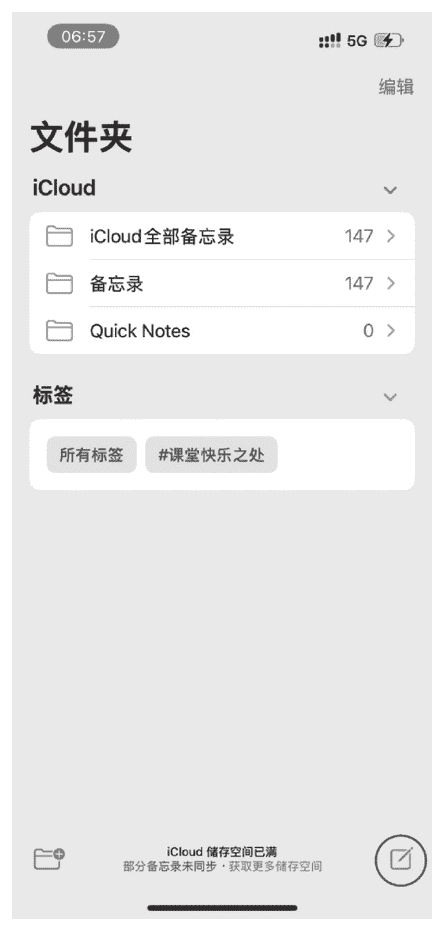 06:57 5G
编辑
文件夹
iCloud
iCloud全部备忘录 147
备忘录 147
Quick Notes 0
标签
所有标签 #课堂快乐之处
iCloud 储存空间已满
部分备忘录未同步·获取更多储存空间